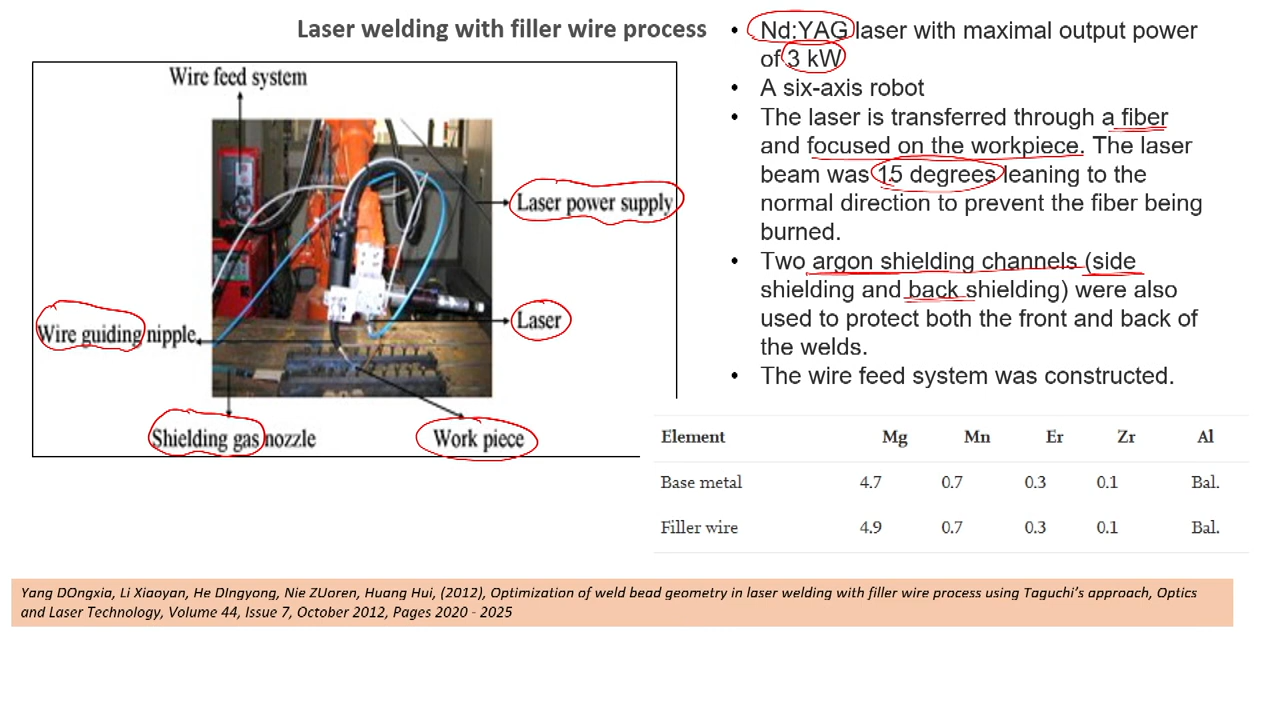 Laser welding with filler wire process
Wire feed system
Laser power supply
Wire guiding nipple
Laser
Shielding gas nozzle
Work piece
• Nd:YAG laser with maximal output power
of 3 kW
• A six-axis robot
• The laser is transferred through a fiber
and focused on the workpiece. The laser
beam was 15 degrees leaning to the
normal direction to prevent the fiber being
burned.
• Two argon shielding channels (side
shielding and back shielding) were also
used to protect both the front and back of
the welds.
• The wire feed system was constructed.
Element Mg Mn Er Zr Al
Base metal 4.7 0.7 0.3 0.1 Bal.
Filler wire 4.9 0.7 0.3 0.1 Bal.
Yang DOngxia, Li Xiaoyan, He DIngyong, Nie ZUoren, Huang Hui, (2012), Optimization of weld bead geometry in laser welding with filler wire process using Taguchi's approach, Optics
and Laser Technology, Volume 44, Issue 7, October 2012, Pages 2020 - 2025